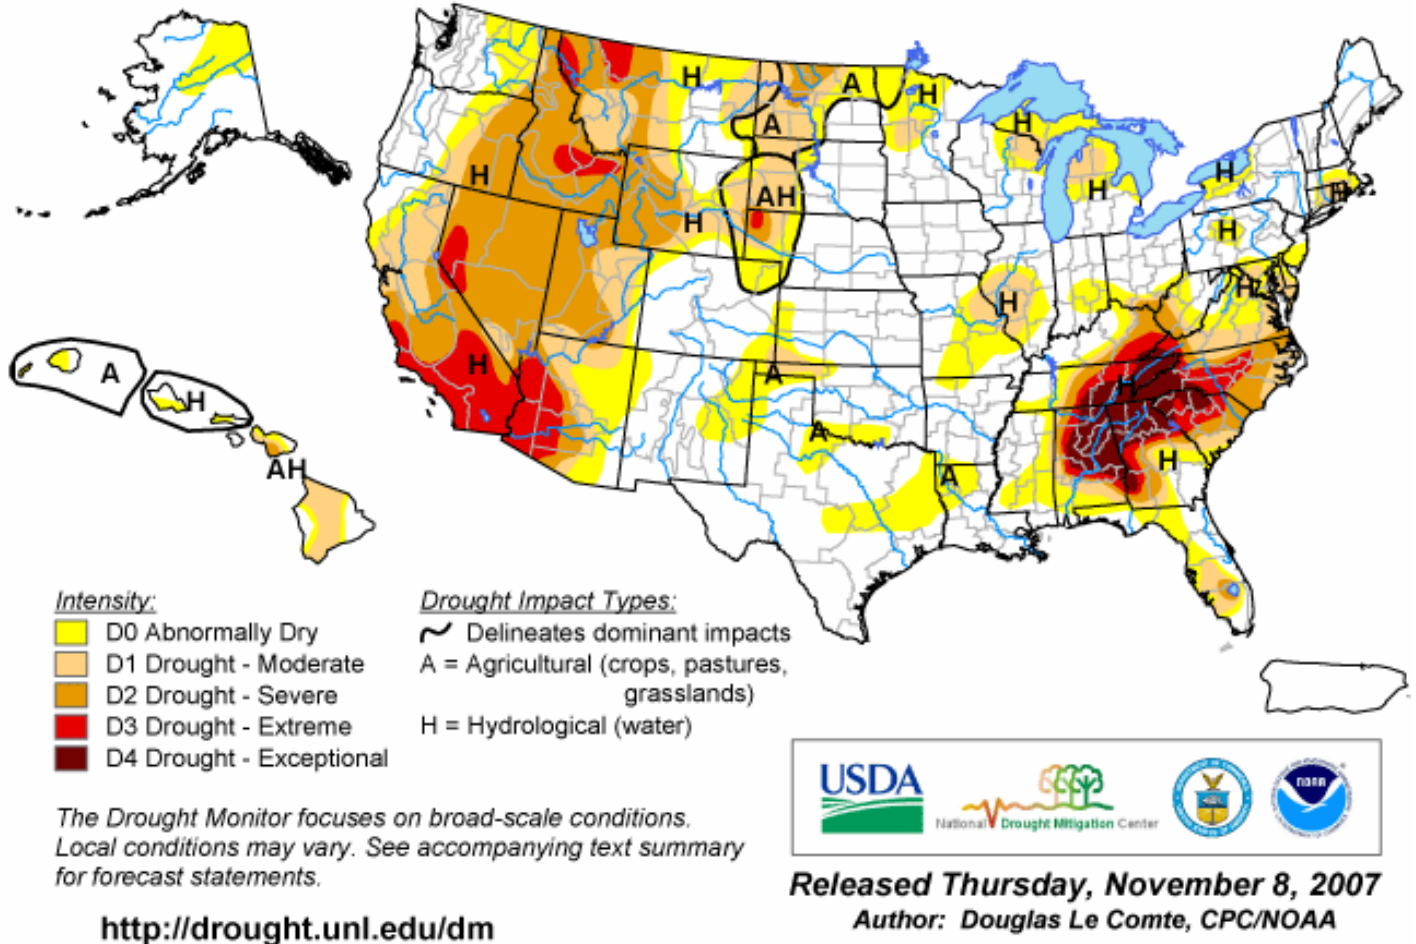 H
A
H
A
H
H
AH
H
H
H
H
H
H
H
H
H
A
H
A
H
A
H
A
AH
Intensity:
D0 Abnormally Dry
D1 Drought - Moderate
D2 Drought - Severe
D3 Drought - Extreme
D4 Drought - Exceptional
Drought Impact Types:
Delineates dominant impacts
A = Agricultural (crops, pastures,
grasslands)
H = Hydrological (water)
The Drought Monitor focuses on broad-scale conditions.
Local conditions may vary. See accompanying text summary
for forecast statements.
http://drought.unl.edu/dm
USDA
National Drought Mitigation Center
NOAA
Released Thursday, November 8, 2007
Author: Douglas Le Comte, CPC/NOAA